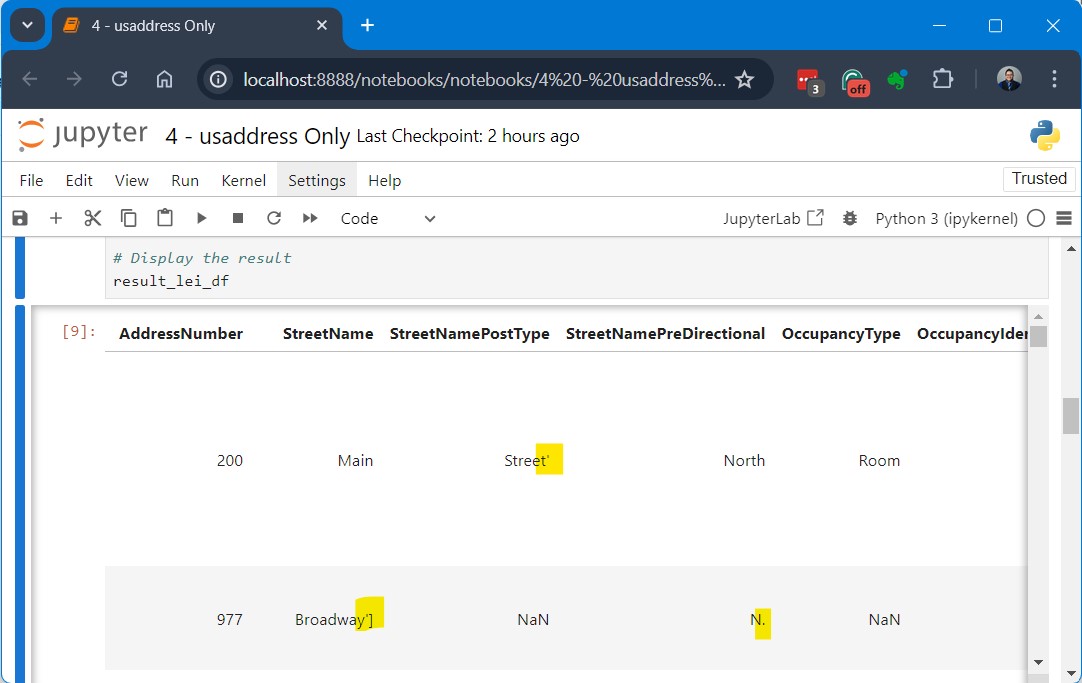 4 - usaddress Only
localhost:8888/notebooks/notebooks/4%20-%20usaddress%...
3
off
jupyter 4 - usaddress Only Last Checkpoint: 2 hours ago
File Edit View Run Kernel Settings Help Trusted
Code JupyterLab Python 3 (ipykernel)
# Display the result
result_lei_df
[9]: AddressNumber StreetName StreetNamePostType StreetNamePreDirectional OccupancyType OccupancyIden
200 Main Street' North Room
977 Broadway'] NaN N. NaN